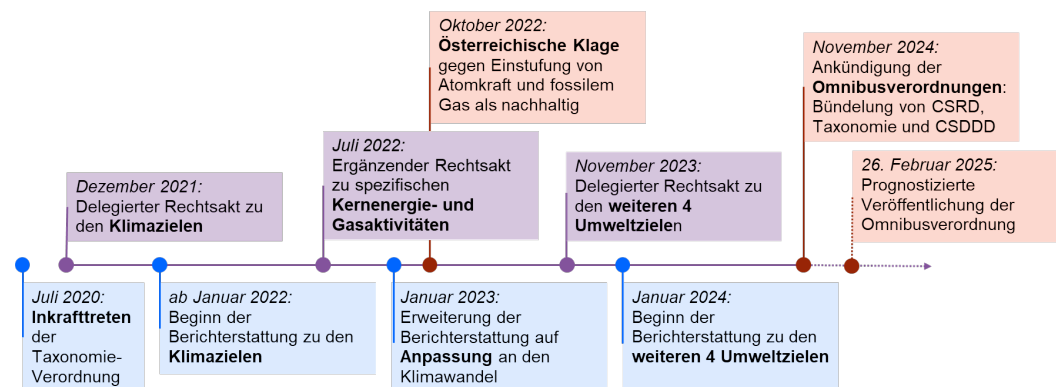 Oktober 2022:
Österreichische Klage
gegen Einstufung von
Atomkraft und fossilem
Gas als nachhaltig
November 2024:
Ankündigung der
Omnibusverordnungen:
Bündelung von CSRD,
Taxonomie und CSDDD
Dezember 2021:
Delegierter Rechtsakt zu
den Klimazielen
Juli 2022:
Ergänzender Rechtsakt
zu spezifischen
Kernenergie- und
Gasaktivitäten
November 2023:
Delegierter Rechtsakt zu
den weiteren 4
Umweltzielen
26. Februar 2025:
Prognostizierte
Veröffentlichung der
Omnibusverordnung
Juli 2020:
Inkrafttreten
der
Taxonomie-
Verordnung
ab Januar 2022:
Beginn der
Berichterstattung zu den
Klimazielen
Januar 2023:
Erweiterung der
Berichterstattung auf
Anpassung an den
Klimawandel
Januar 2024:
Beginn der
Berichterstattung zu den
weiteren 4 Umweltzielen